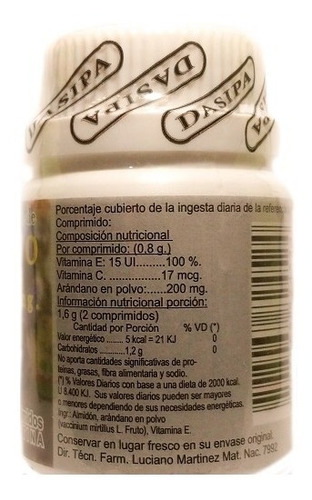 DASIPA
DASIPA
DASIPA
DASIPA
Porcentaje cubierto de la ingesta diaria de la
Comprimido:
Composición nutricional
Por comprimido: (0.8 g.)
Vitamina E: 15 UI.......100 %.
Vitamina C. ..............17 mcg.
Arándano en polvo:......200 mg.
Información nutricional porción:
1,6 g (2 comprimidos)
Cantidad por Porción % VD (*)
Valor energético ........ 5 kcal = 21 KJ 0
Carbohidratos ...........1,2 g 0
No aporta cantidades significativas de pro-
teínas, grasas, fibra alimentaria y sodio.
(*) % Valores Diarios con base a una dieta de 2000 kcal.
U 8.400 KJ. Sus valores diarios pueden ser mayores
o menores dependiendo de sus necesidades energéticas.
Ingr.: Almidón, arándano en polvo
(vaccinium mirtillus L. Fruto), Vitamina E.
Conservar en lugar fresco en su envase original.
Dir. Técn. Farm. Luciano Martinez Mat. Nac. 7992